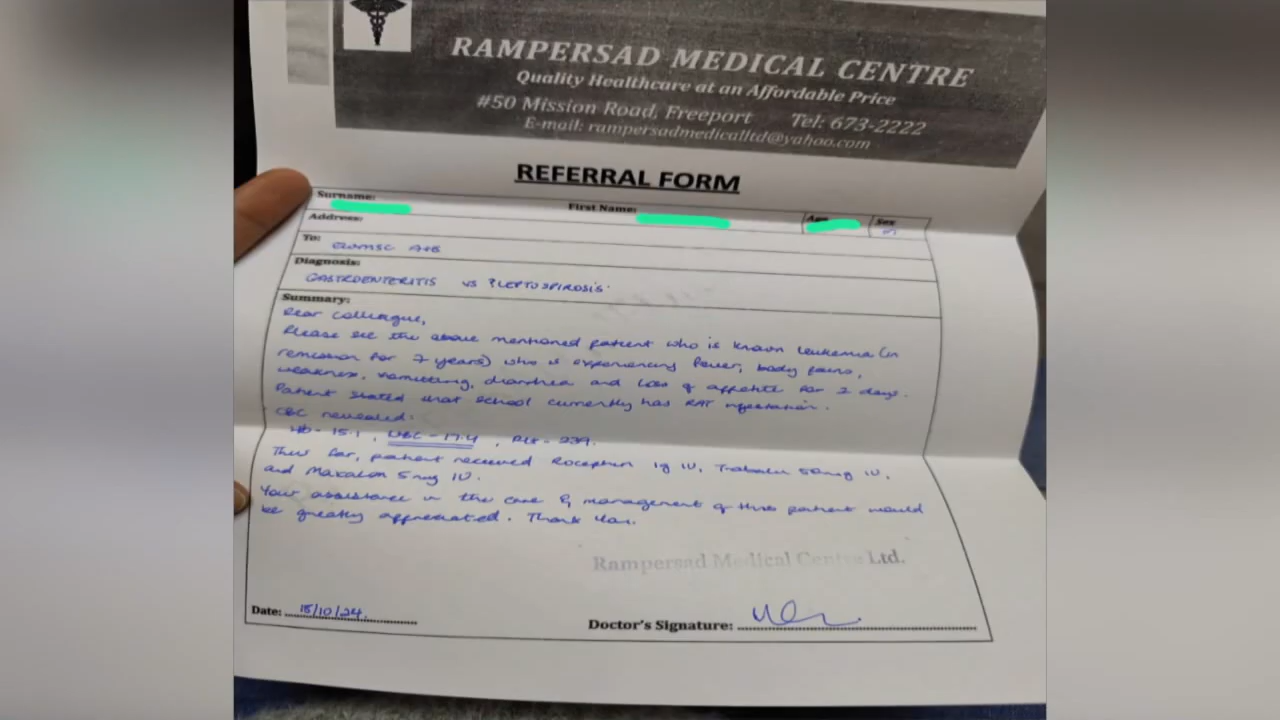 RAMPERSAD MEDICAL CENTRE
Quality Healthcare at an Affordable Price
#50 Mission Road, Freeport Tel: 673-2222
E-mail: rampersadmedicalltd@yahoo.com
REFERRAL FORM
Surname: First Name: Age Sex
Address:
To: EWMSC A+E
Diagnosis:
GASTROENTERITIS vs ?LEPTOSPIROSIS
Summary:
Dear Colleague,
Please see the above mentioned patient who is known leukemia (in
remission for 7 years) who is experiencing fever, body pains,
weakness, vomitting, diarrhea and loss of appetite for 2 days.
Patient stated that school currently has RAT infestation.
CBC revealed:
Hb - 15.1, WBC - 17.4, PLT - 239.
Thus far, patient received Rocephin 1g IV, 50mg IV,
and Maxalon 5mg IV.
Your assistance in the care & management of this patient would
be greatly appreciated. Thank You.
Rampersad Medical Centre Ltd.
Date: 18/10/24. Doctor's Signature: